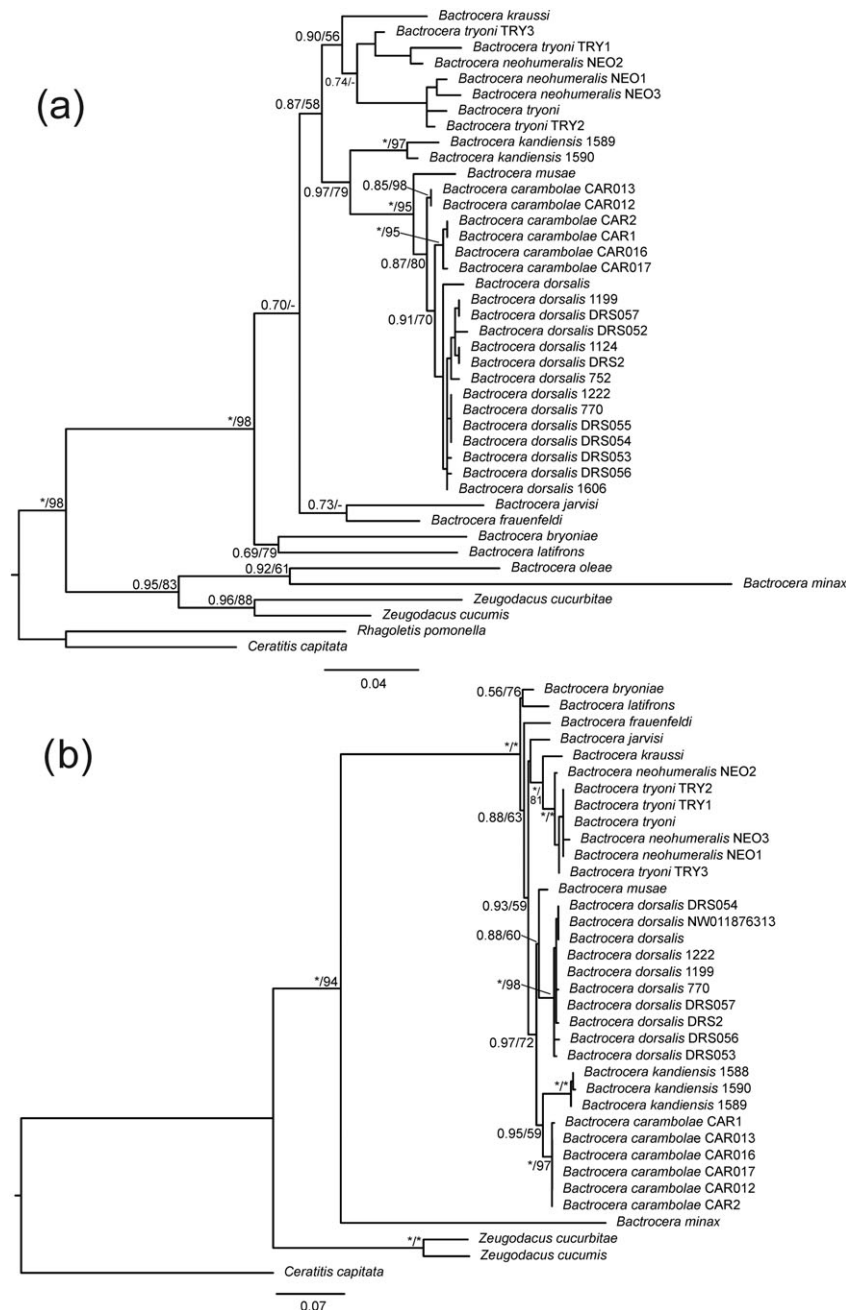 (a)
0.90/56
Bactrocera kraussi
Bactrocera tryoni TRY3
Bactrocera tryoni TRY1
Bactrocera neohumeralis NEO2
0.74/-
Bactrocera neohumeralis NEO1
Bactrocera neohumeralis NEO3
0.87/58
Bactrocera tryoni
Bactrocera tryoni TRY2
*/97
Bactrocera kandiensis 1589
Bactrocera kandiensis 1590
0.97/79
Bactrocera musae
0.85/98
Bactrocera carambolae CAR013
Bactrocera carambolae CAR012
*/95
Bactrocera carambolae CAR2
*/95
Bactrocera carambolae CAR1
Bactrocera carambolae CAR016
0.87/80
Bactrocera carambolae CAR017
Bactrocera dorsalis
Bactrocera dorsalis 1199
Bactrocera dorsalis DRS057
0.70/-
0.91/70
Bactrocera dorsalis DRS052
Bactrocera dorsalis 1124
Bactrocera dorsalis DRS2
Bactrocera dorsalis 752
Bactrocera dorsalis 1222
Bactrocera dorsalis 770
Bactrocera dorsalis DRS055
*/98
Bactrocera dorsalis DRS054
Bactrocera dorsalis DRS053
Bactrocera dorsalis DRS056
Bactrocera dorsalis 1606
*/98
0.73/-
Bactrocera jarvisi
Bactrocera frauenfeldi
Bactrocera bryoniae
0.69/79
Bactrocera latifrons
0.92/61
Bactrocera oleae
0.95/83
Bactrocera minax
0.96/88
Zeugodacus cucurbitae
Zeugodacus cucumis
Rhagoletis pomonella
Ceratitis capitata
0.04
(b)
0.56/76
Bactrocera bryoniae
Bactrocera latifrons
Bactrocera frauenfeldi
Bactrocera jarvisi
*/*
Bactrocera kraussi
Bactrocera neohumeralis NEO2
*/
81
Bactrocera tryoni TRY2
Bactrocera tryoni TRY1
*/*
0.88/63
Bactrocera tryoni
Bactrocera neohumeralis NEO3
Bactrocera neohumeralis NEO1
Bactrocera tryoni TRY3
Bactrocera musae
0.93/59
Bactrocera dorsalis DRS054
Bactrocera dorsalis NW011876313
0.88/60
Bactrocera dorsalis
Bactrocera dorsalis 1222
Bactrocera dorsalis 1199
*/94
*/98
Bactrocera dorsalis 770
Bactrocera dorsalis DRS057
Bactrocera dorsalis DRS2
0.97/72
Bactrocera dorsalis DRS056
Bactrocera dorsalis DRS053
Bactrocera kandiensis 1588
*/*
Bactrocera kandiensis 1590
Bactrocera kandiensis 1589
Bactrocera carambolae CAR1
0.95/59
Bactrocera carambolae CAR013
Bactrocera carambolae CAR016
*/97
Bactrocera carambolae CAR017
Bactrocera carambolae CAR012
Bactrocera carambolae CAR2
Bactrocera minax
*/*
Zeugodacus cucurbitae
Zeugodacus cucumis
Ceratitis capitata
0.07